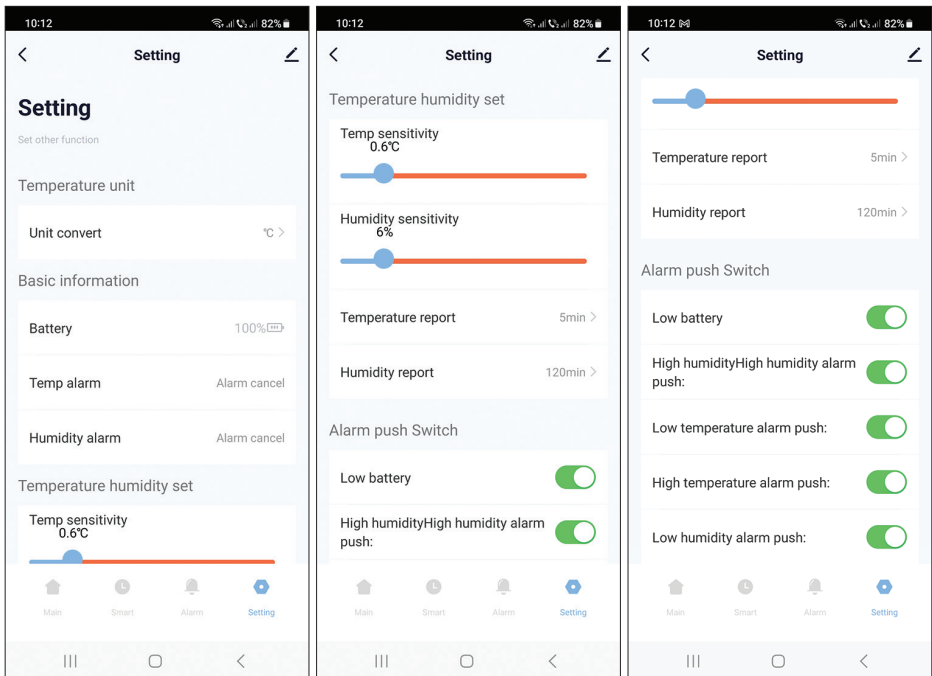 10:12
82%
Setting
Setting
Set other function
Temperature unit
Unit convert
℃
Basic information
Battery
100%
Temp alarm
Alarm cancel
Humidity alarm
Alarm cancel
Temperature humidity set
Temp sensitivity
0.6℃
Main
Smart
Alarm
Setting
10:12
82%
Setting
Temperature humidity set
Temp sensitivity
0.6℃
Humidity sensitivity
6%
Temperature report
5min
Humidity report
120min
Alarm push Switch
Low battery
High humidityHigh humidity alarm
push:
Main
Smart
Alarm
Setting
10:12
82%
Setting
Temperature report
5min
Humidity report
120min
Alarm push Switch
Low battery
High humidityHigh humidity alarm
push:
Low temperature alarm push:
High temperature alarm push:
Low humidity alarm push:
Main
Smart
Alarm
Setting